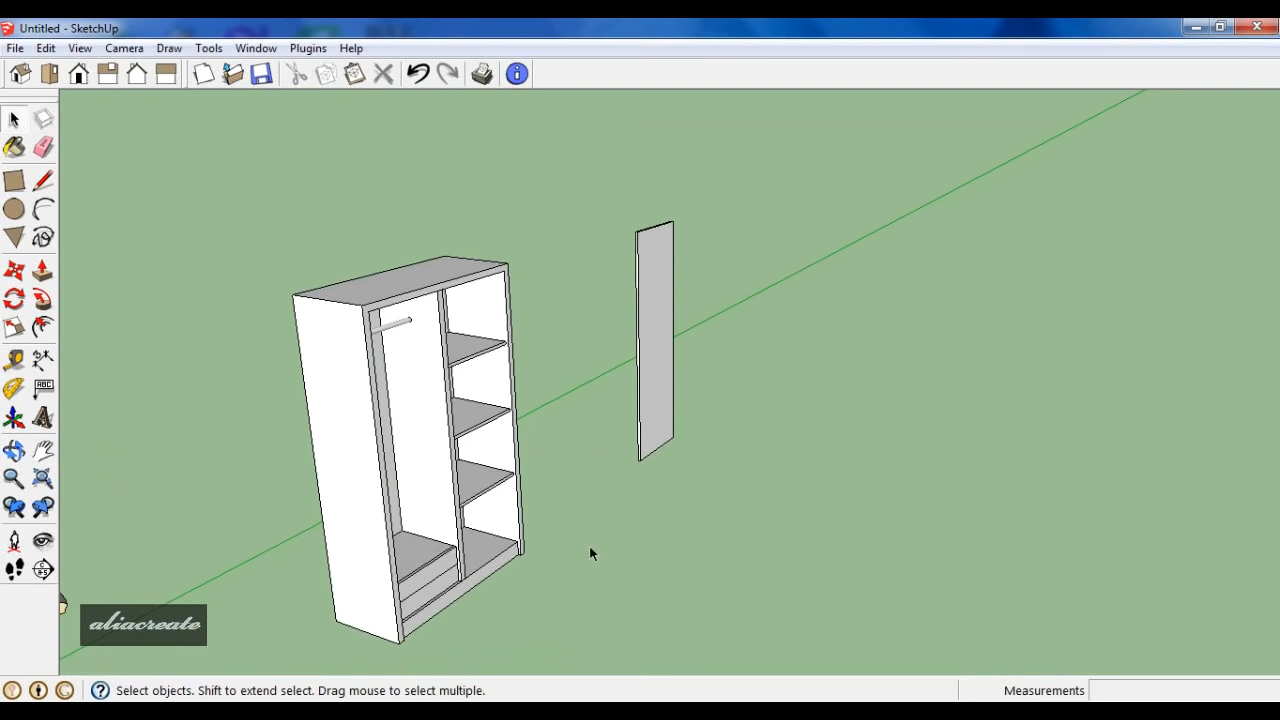 Untitled - SketchUp
File Edit View Camera Draw Tools Window Plugins Help
ABC
A
aliacreate
Select objects. Shift to extend select. Drag mouse to select multiple.
Measurements